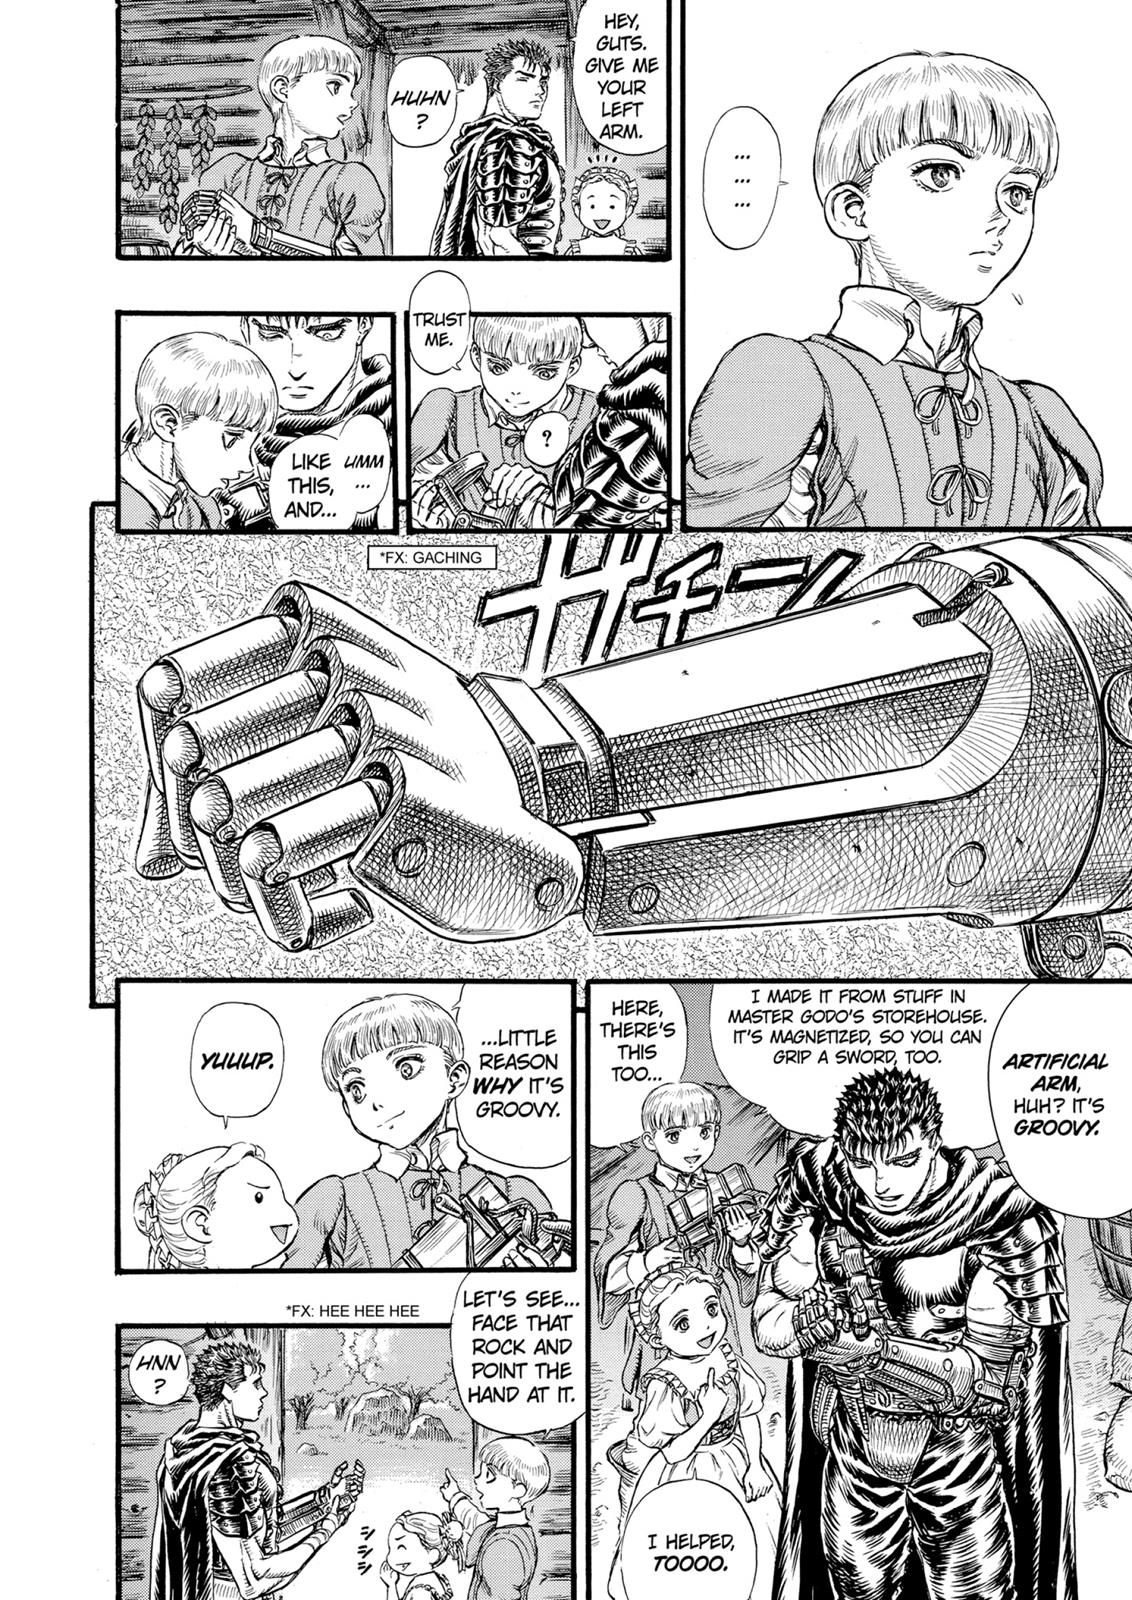 ...
...
...
HEY,
GUTS.
GIVE ME
YOUR
LEFT
ARM.
HUHN
?
TRUST
ME.
?
LIKE
THIS,
AND...
UMM
...
*FX: GACHING
ガチーン
ARTIFICIAL
ARM,
HUH? IT'S
GROOVY.
I MADE IT FROM STUFF IN
MASTER GODO'S STOREHOUSE.
IT'S MAGNETIZED, SO YOU CAN
GRIP A SWORD, TOO.
HERE,
THERE'S
THIS
TOO...
I HELPED,
TOOOO.
...LITTLE
REASON
WHY IT'S
GROOVY.
YUUUP.
LET'S SEE...
FACE THAT
ROCK AND
POINT THE
HAND AT IT.
*FX: HEE HEE HEE
HNN
?
シシシ